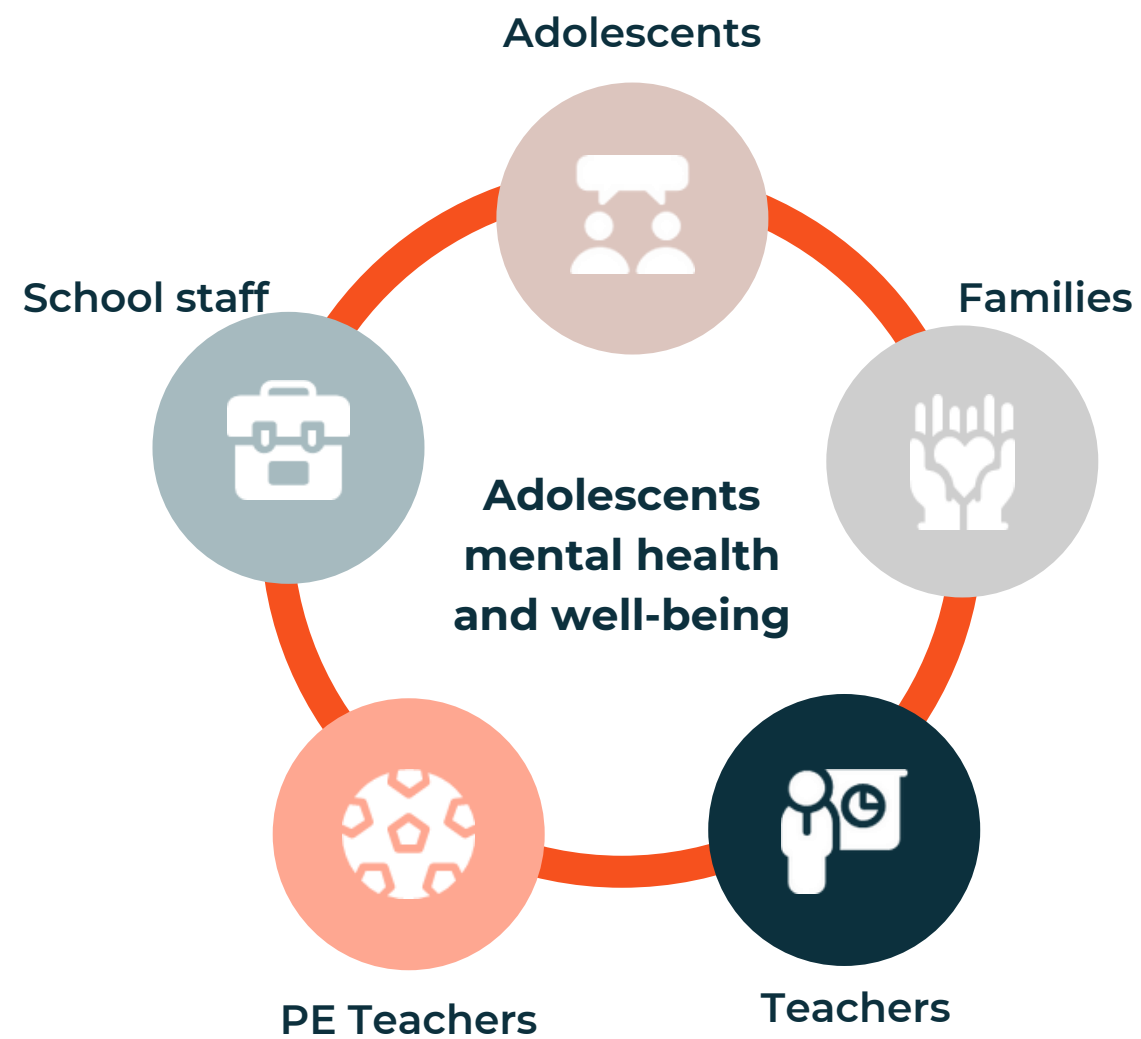 Adolescents
School staff
Families
Adolescents
mental health
and well-being
PE Teachers
Teachers